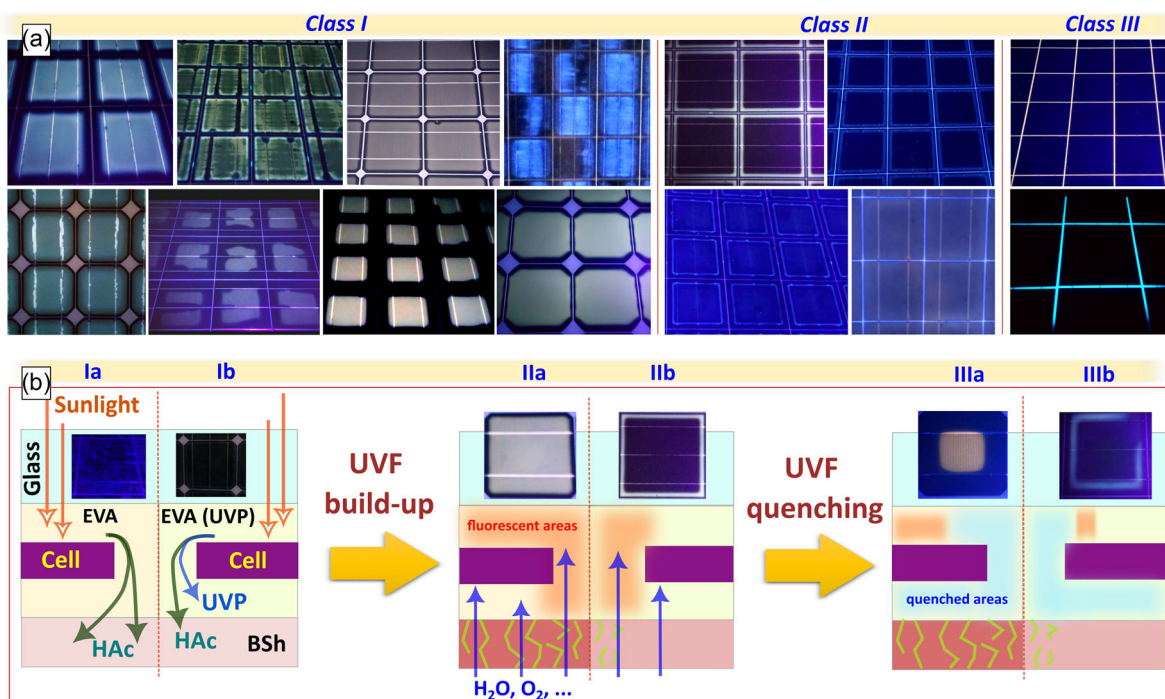 (a)
Class I
Class II
Class III
(b)
Ia
Ib
IIa
IIb
IIIa
IIIb
Sunlight
Glass
EVA
EVA (UVP)
Cell
Cell
UVP
HAc
HAc
BSh
UVF
build-up
fluorescent areas
H₂O, O₂, ...
UVF
quenching
quenched areas